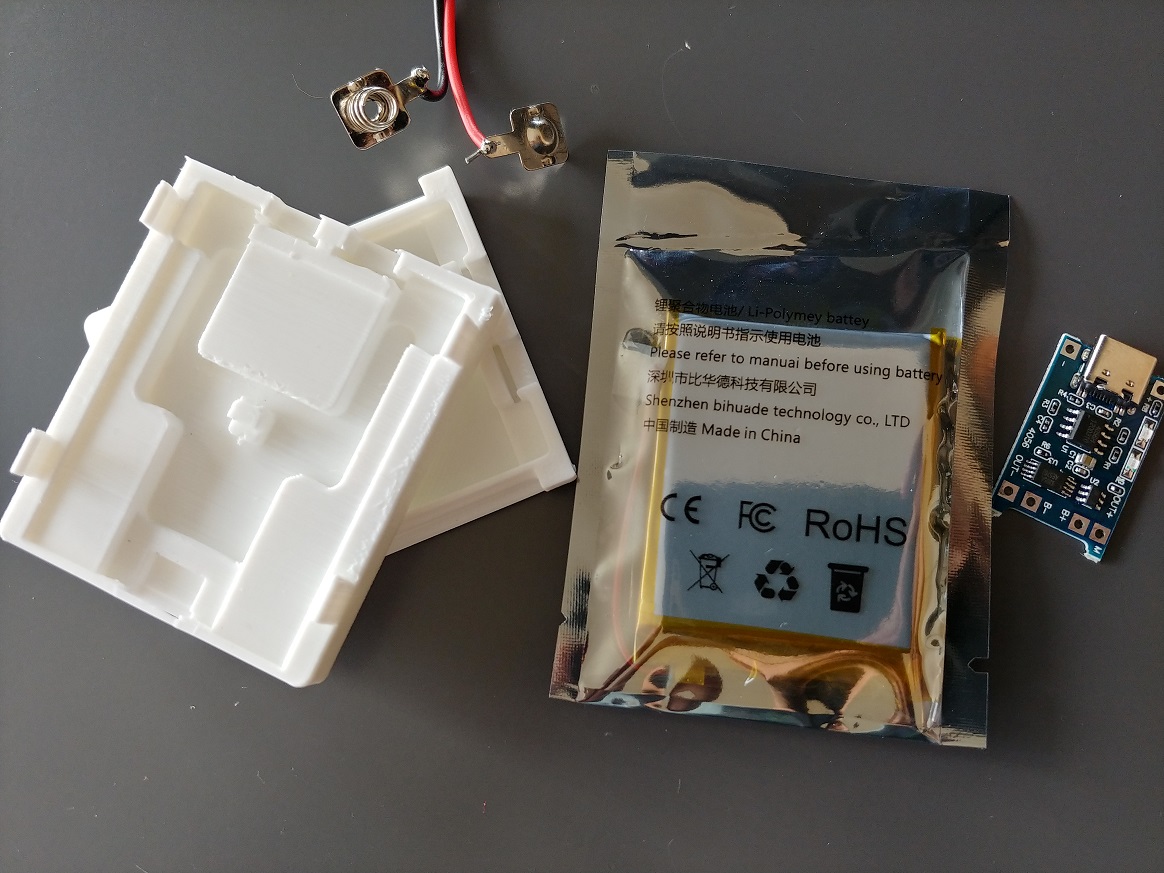 锂聚合物电池/ Li-Polymey battey
请按照说明书指示使用电池
Please refer to manuai before using battery
深圳市比华德科技有限公司
Shenzhen bihuade technology co., LTD
中国制造 Made in China
CE FC RoHS
4056
OUT-
B-
B+
OUT+